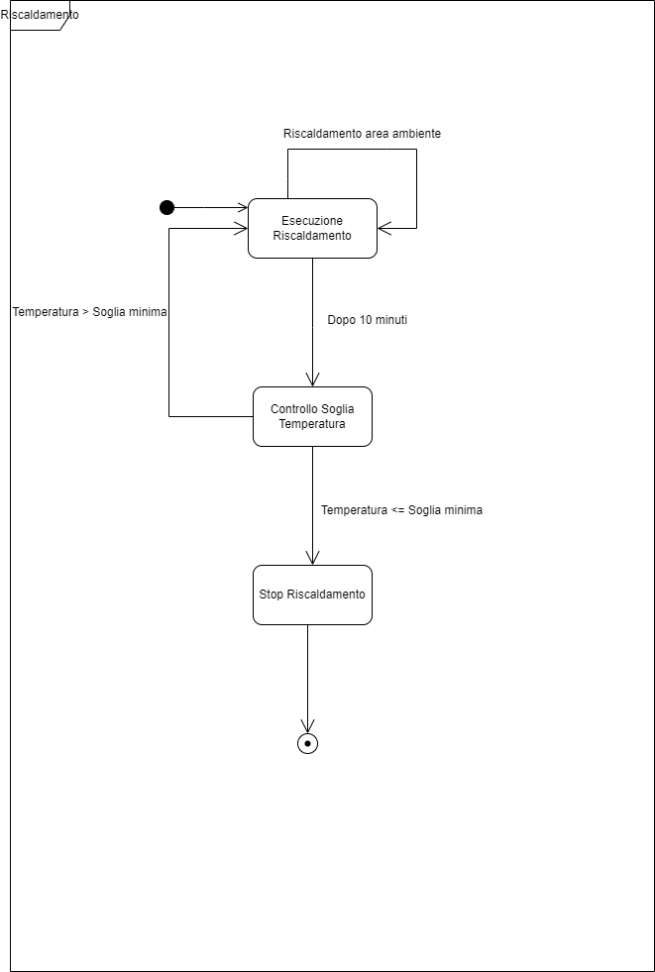 Riscaldamento
Riscaldamento area ambiente
Esecuzione
Riscaldamento
Temperatura > Soglia minima
Dopo 10 minuti
Controllo Soglia
Temperatura
Temperatura <= Soglia minima
Stop Riscaldamento